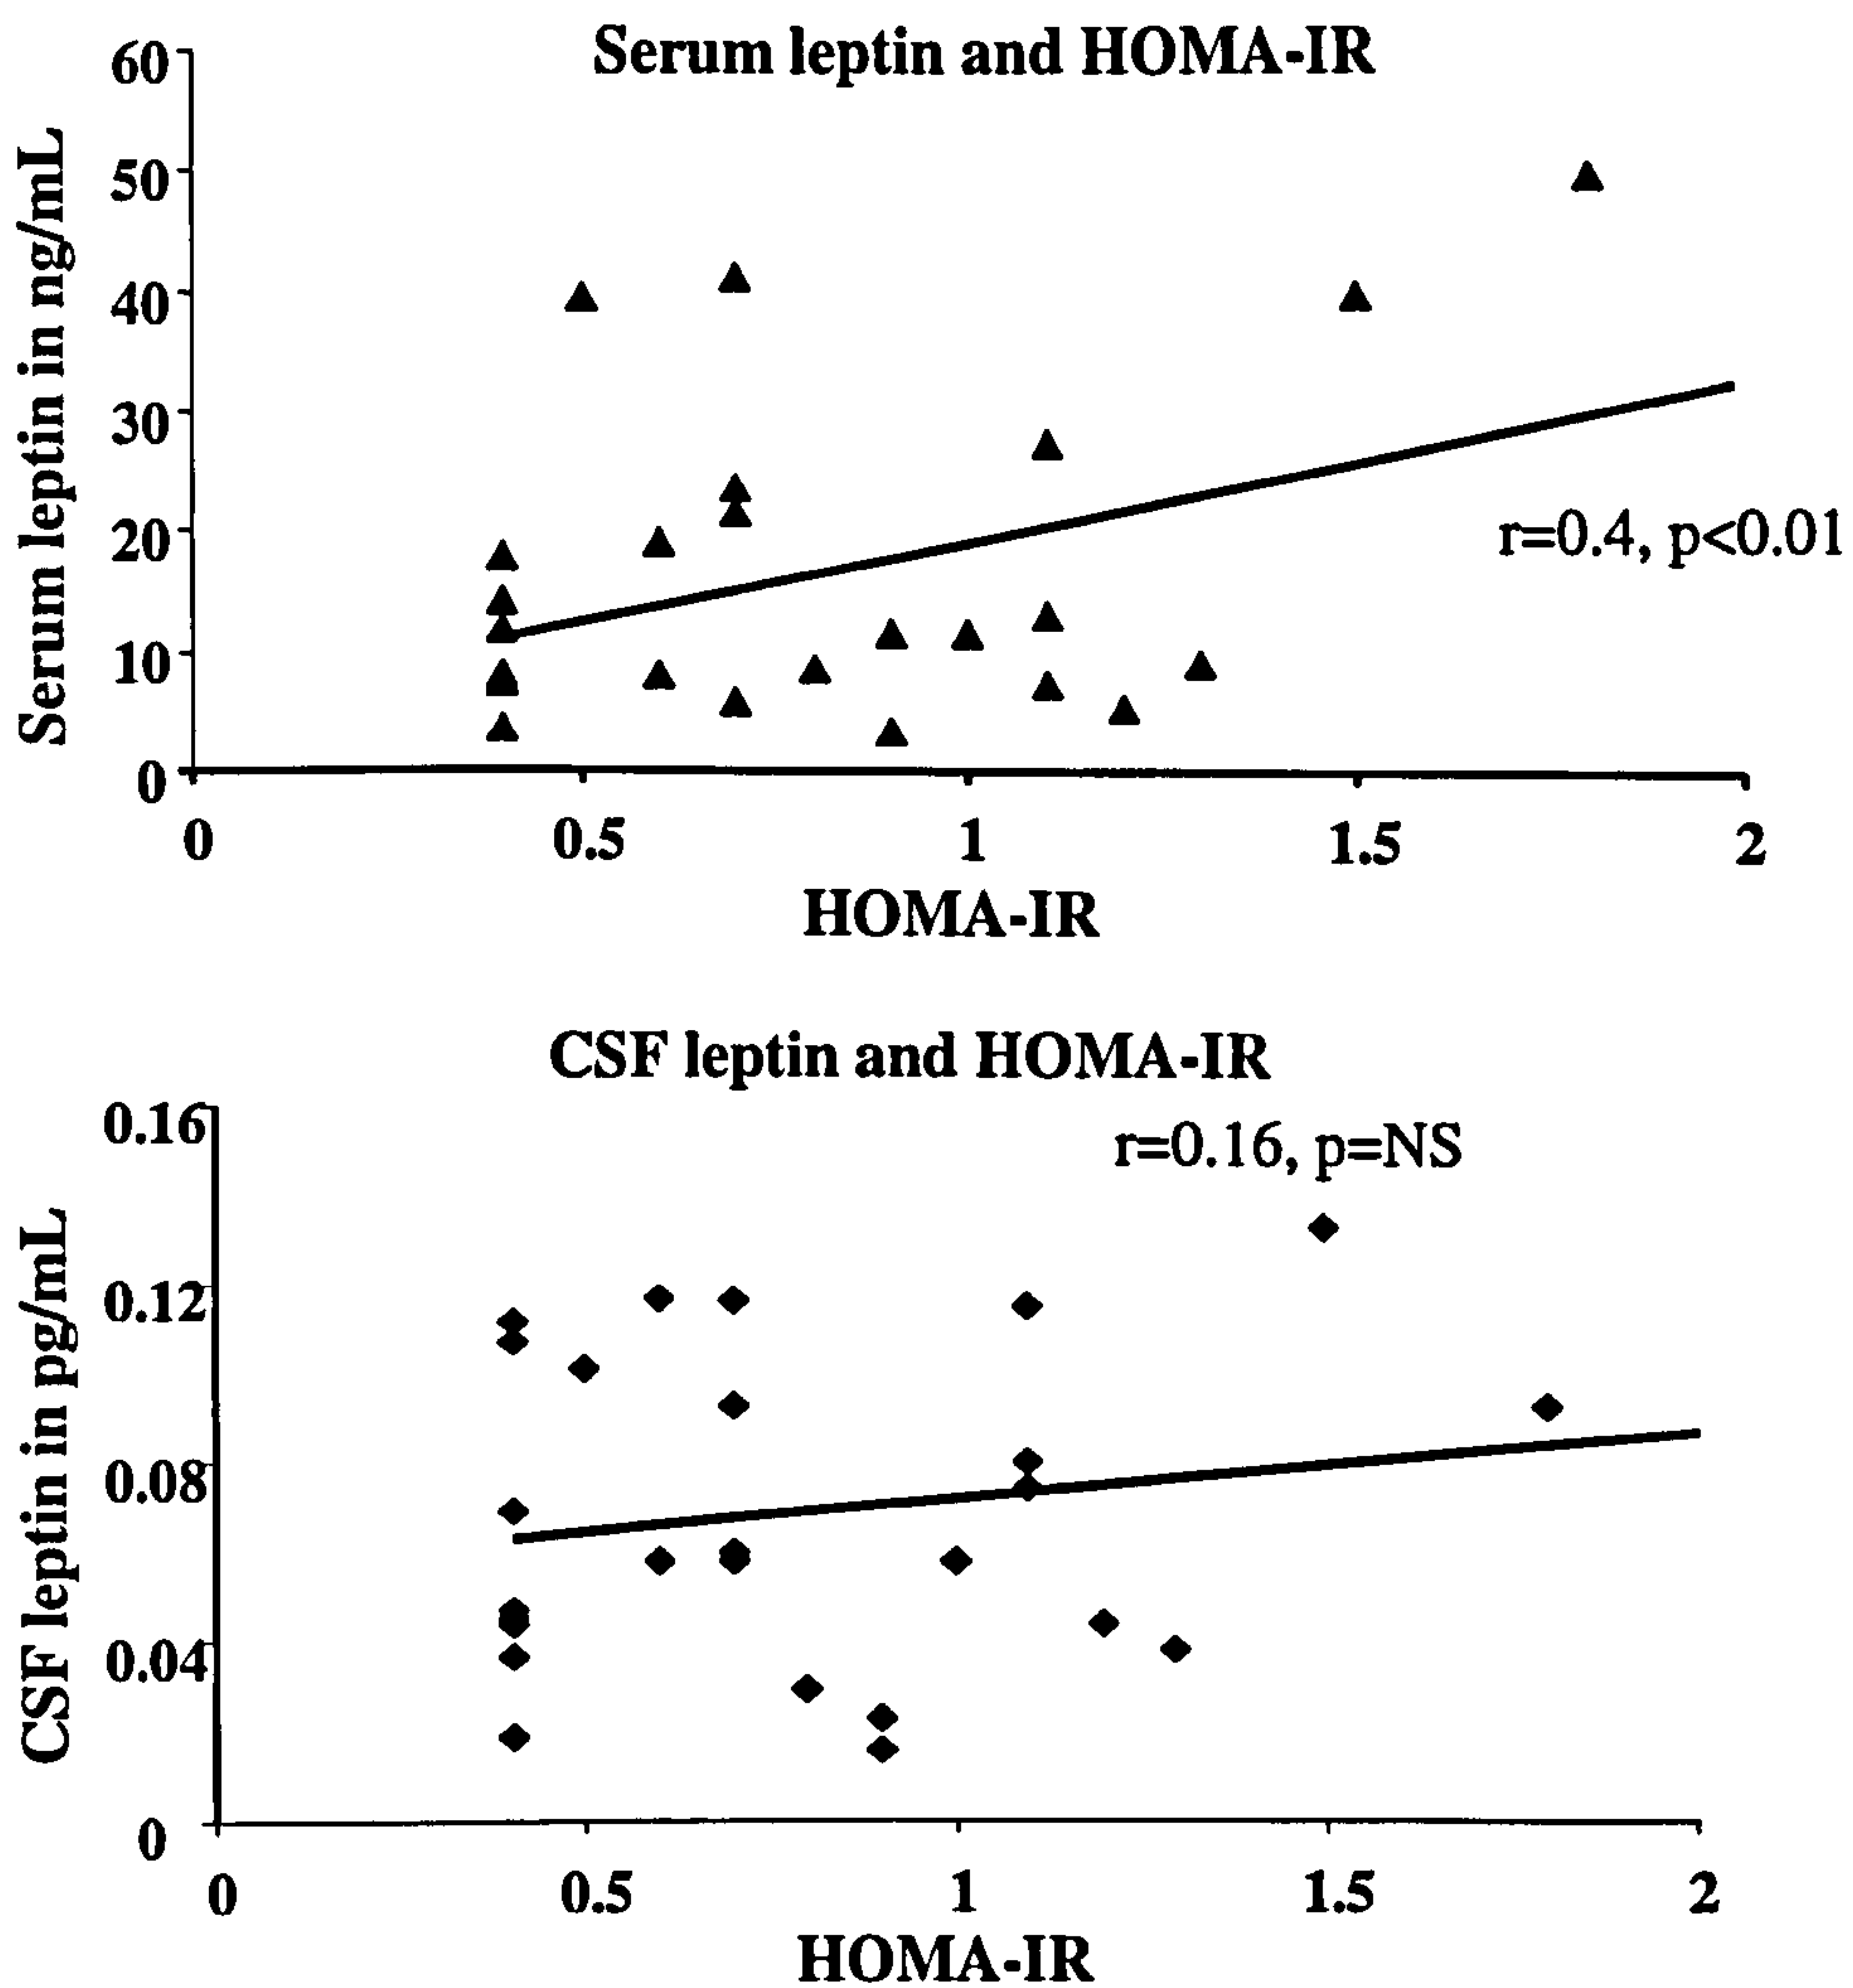 Serum leptin and HOMA-IR
60
50
40
30
20
10
0
Serum leptin in ng/mL
r=0.4, p<0.01
0 0.5 1 1.5 2
HOMA-IR
CSF leptin and HOMA-IR
r=0.16, p=NS
0.16
0.12
0.08
0.04
0
CSF leptin in pg/mL
0 0.5 1 1.5 2
HOMA-IR